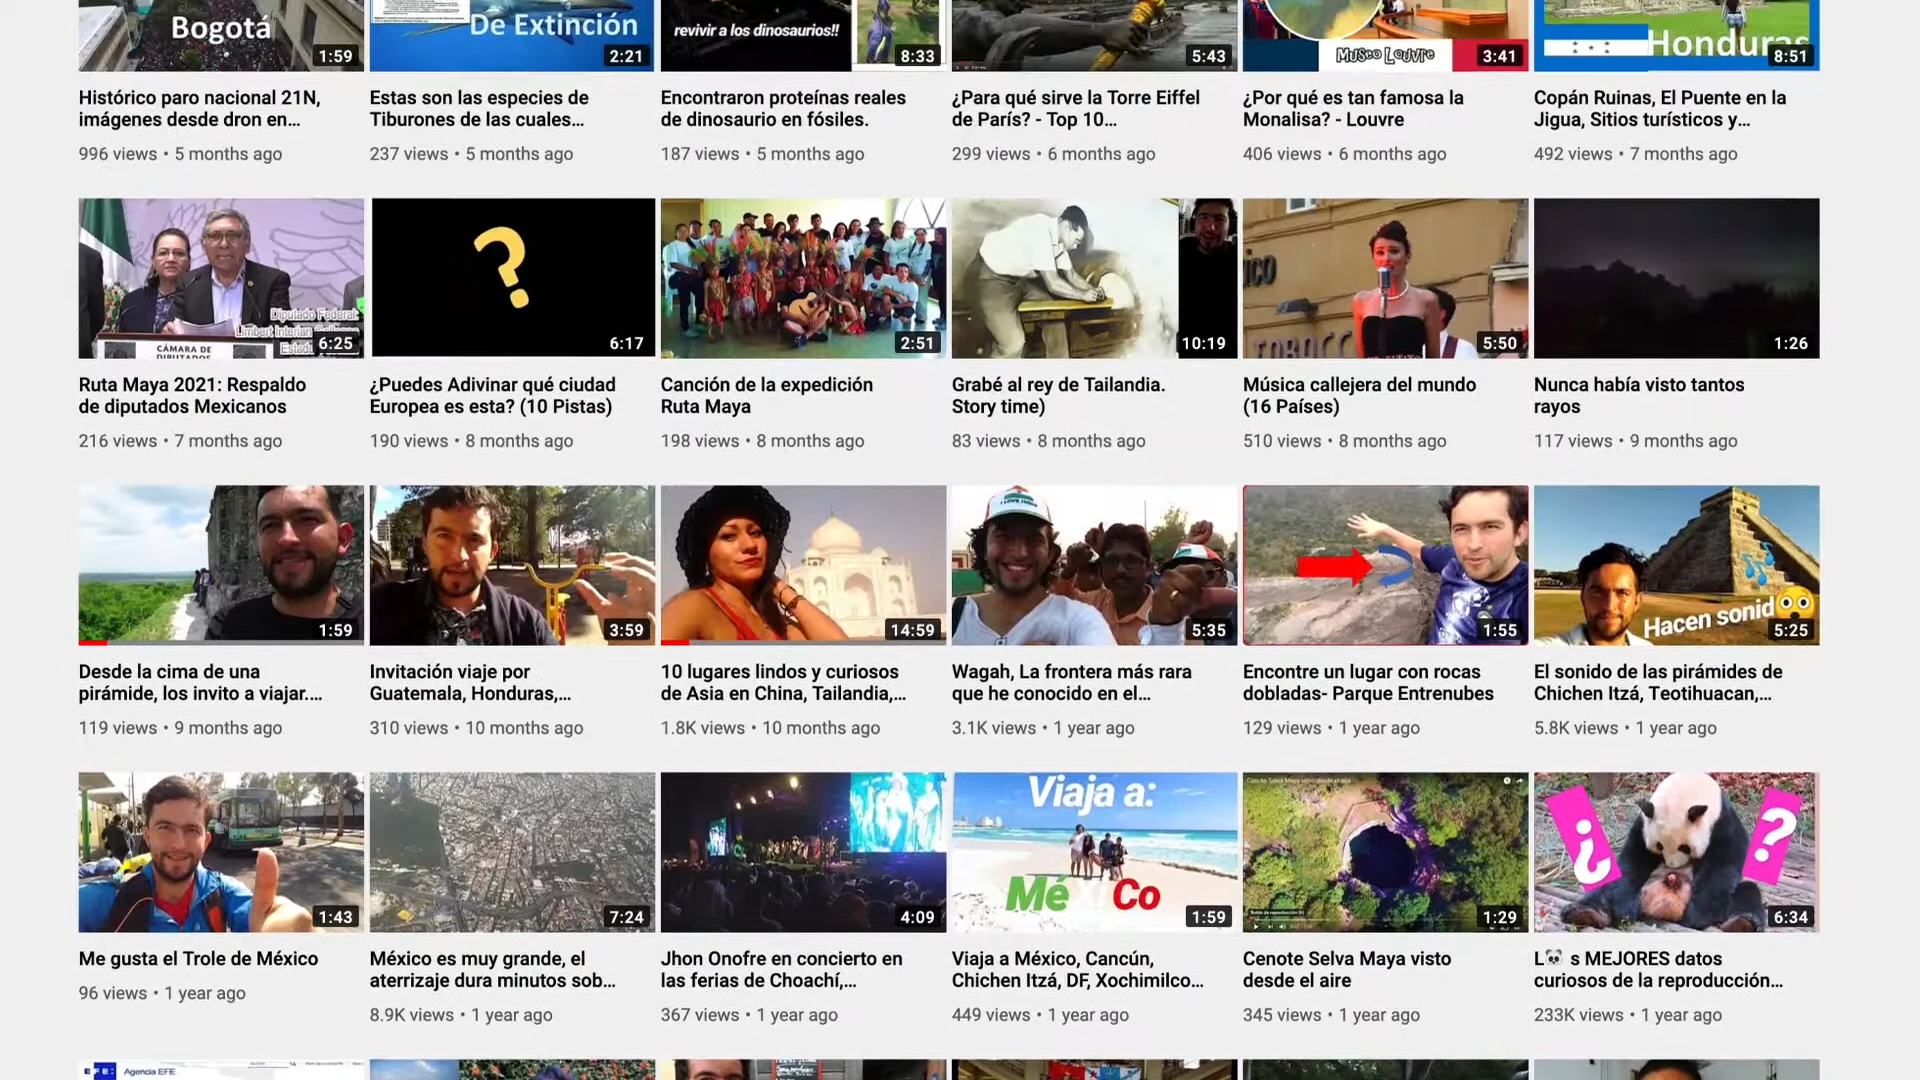 Bogotá
1:59
De Extinción
2:21
revivir a los dinosaurios!!
8:33
5:43
Museo Louvre
3:41
Honduras
8:51
Histórico paro nacional 21N,
imágenes desde dron en...
996 views • 5 months ago
Estas son las especies de
Tiburones de las cuales...
237 views • 5 months ago
Encontraron proteínas reales
de dinosaurio en fósiles.
187 views • 5 months ago
¿Para qué sirve la Torre Eiffel
de París? - Top 10...
299 views • 6 months ago
¿Por qué es tan famosa la
Monalisa? - Louvre
406 views • 6 months ago
Copán Ruinas, El Puente en la
Jigua, Sitios turísticos y...
492 views • 7 months ago
Diputado Federal:
Limbert Interian
CÁMARA DE
DIPUTADOS
6:25
?
6:17
2:51
10:19
TOBACC
5:50
1:26
Ruta Maya 2021: Respaldo
de diputados Mexicanos
216 views • 7 months ago
¿Puedes Adivinar qué ciudad
Europea es esta? (10 Pistas)
190 views • 8 months ago
Canción de la expedición
Ruta Maya
198 views • 8 months ago
Grabé al rey de Tailandia.
Story time)
83 views • 8 months ago
Música callejera del mundo
(16 Países)
510 views • 8 months ago
Nunca había visto tantos
rayos
117 views • 9 months ago
1:59
3:59
14:59
I LOVE INDIA
5:35
1:55
Hacen sonid
5:25
Desde la cima de una
pirámide, los invito a viajar....
119 views • 9 months ago
Invitación viaje por
Guatemala, Honduras,...
310 views • 10 months ago
10 lugares lindos y curiosos
de Asia en China, Tailandia,...
1.8K views • 10 months ago
Wagah, La frontera más rara
que he conocido en el...
3.1K views • 1 year ago
Encontre un lugar con rocas
dobladas- Parque Entrenubes
129 views • 1 year ago
El sonido de las pirámides de
Chichen Itzá, Teotihuacan,...
5.8K views • 1 year ago
1:43
7:24
4:09
Viaja a:
MéxiCo
1:59
Cenote Selva Maya visto desde el aire
1:29
¿ ?
6:34
Me gusta el Trole de México
96 views • 1 year ago
México es muy grande, el
aterrizaje dura minutos sob...
8.9K views • 1 year ago
Jhon Onofre en concierto en
las ferias de Choachí,...
367 views • 1 year ago
Viaja a México, Cancún,
Chichen Itzá, DF, Xochimilco...
449 views • 1 year ago
Cenote Selva Maya visto
desde el aire
345 views • 1 year ago
L🐼 s MEJORES datos
curiosos de la reproducción...
233K views • 1 year ago
EFE:
Agencia EFE